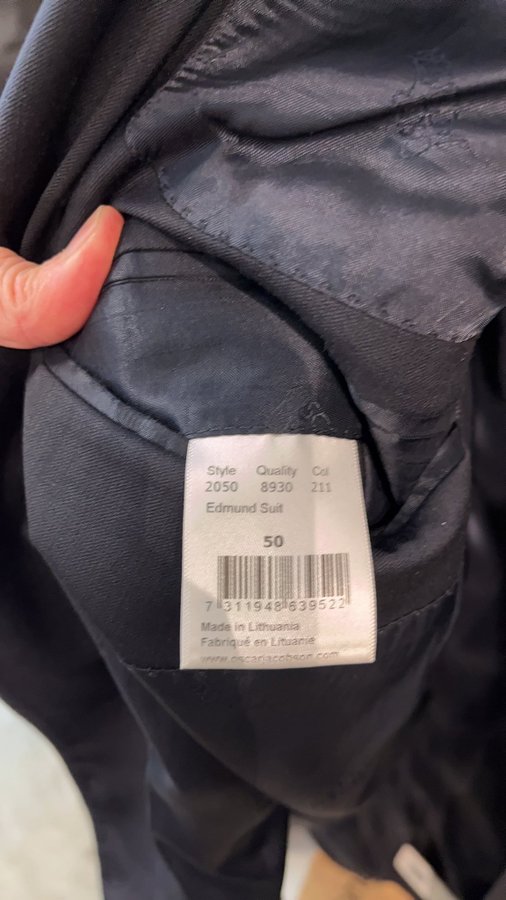 Style Quality Col
2050 8930 211
Edmund Suit
50
7 311948 639522
Made in Lithuania
Fabriqué en Lituanie
www.oscarjacobson.com